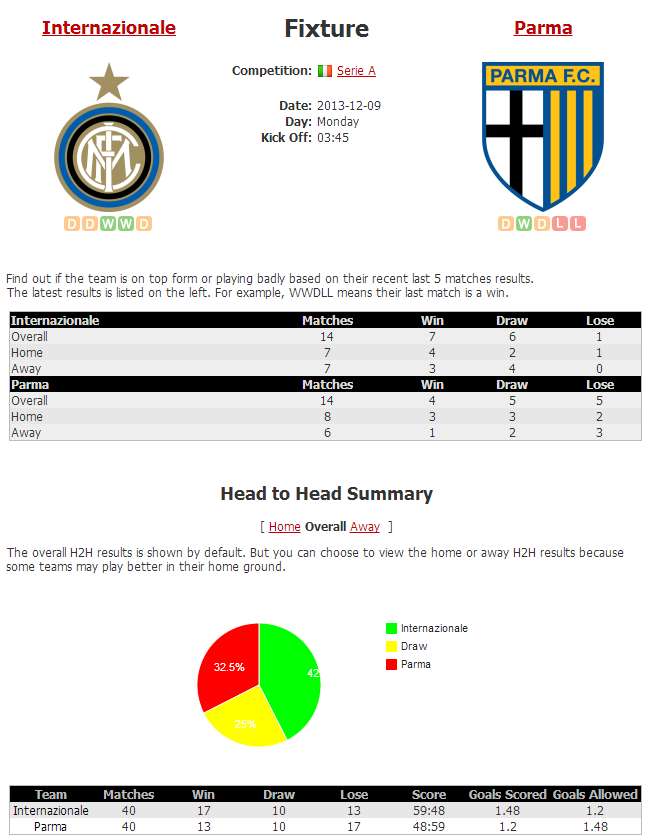 Internazionale
Fixture
Parma
Competition: Serie A
PARMA F.C.
Date: 2013-12-09
Day: Monday
Kick Off: 03:45
D D W W D
D W D L L
Find out if the team is on top form or playing badly based on their recent last 5 matches results.
The latest results is listed on the left. For example, WWDLL means their last match is a win.
Internazionale Matches Win Draw Lose
Overall 14 7 6 1
Home 7 4 2 1
Away 7 3 4 0
Parma Matches Win Draw Lose
Overall 14 4 5 5
Home 8 3 3 2
Away 6 1 2 3
Head to Head Summary
[ Home Overall Away ]
The overall H2H results is shown by default. But you can choose to view the home or away H2H results because
some teams may play better in their home ground.
Internazionale
Draw
Parma
32.5%
42
25%
Team Matches Win Draw Lose Score Goals Scored Goals Allowed
Internazionale 40 17 10 13 59:48 1.48 1.2
Parma 40 13 10 17 48:59 1.2 1.48